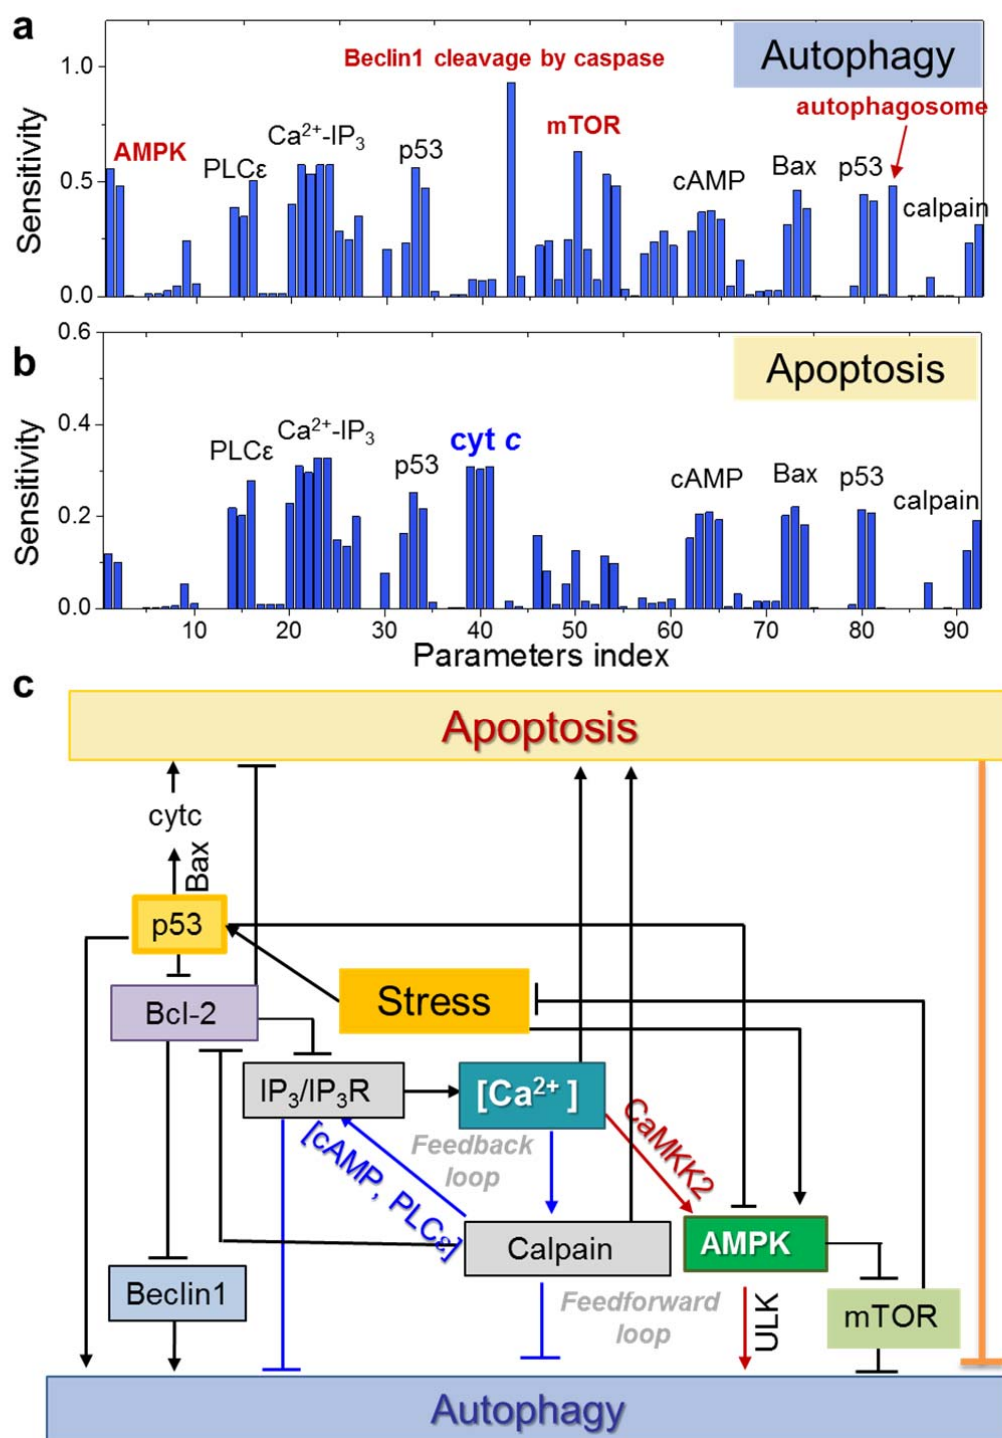 a
Autophagy
Beclin1 cleavage by caspase
1.0
autophagosome
mTOR
Ca²⁺-IP₃
p53
AMPK
PLCε
Bax
p53
cAMP
calpain
0.5
0.0
Sensitivity
b
0.6
Apoptosis
cyt c
Ca²⁺-IP₃
PLCε
p53
cAMP
Bax
p53
calpain
0.4
0.2
0.0
Sensitivity
10 20 30 40 50 60 70 80 90
Parameters index
c
Apoptosis
cytc
Bax
p53
Stress
Bcl-2
IP₃/IP₃R
[Ca²⁺ ]
Feedback
loop
CaMKK2
[cAMP, PLCε]
Calpain
AMPK
Beclin1
Feedforward
loop
ULK
mTOR
Autophagy